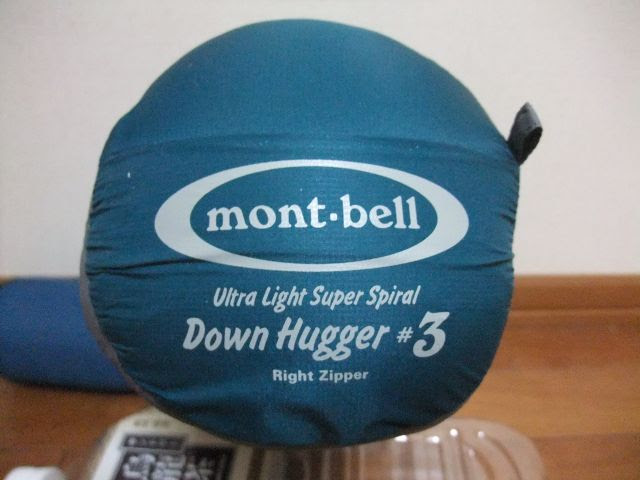 mont·bell
Ultra Light Super Spiral
Down Hugger #3
Right Zipper